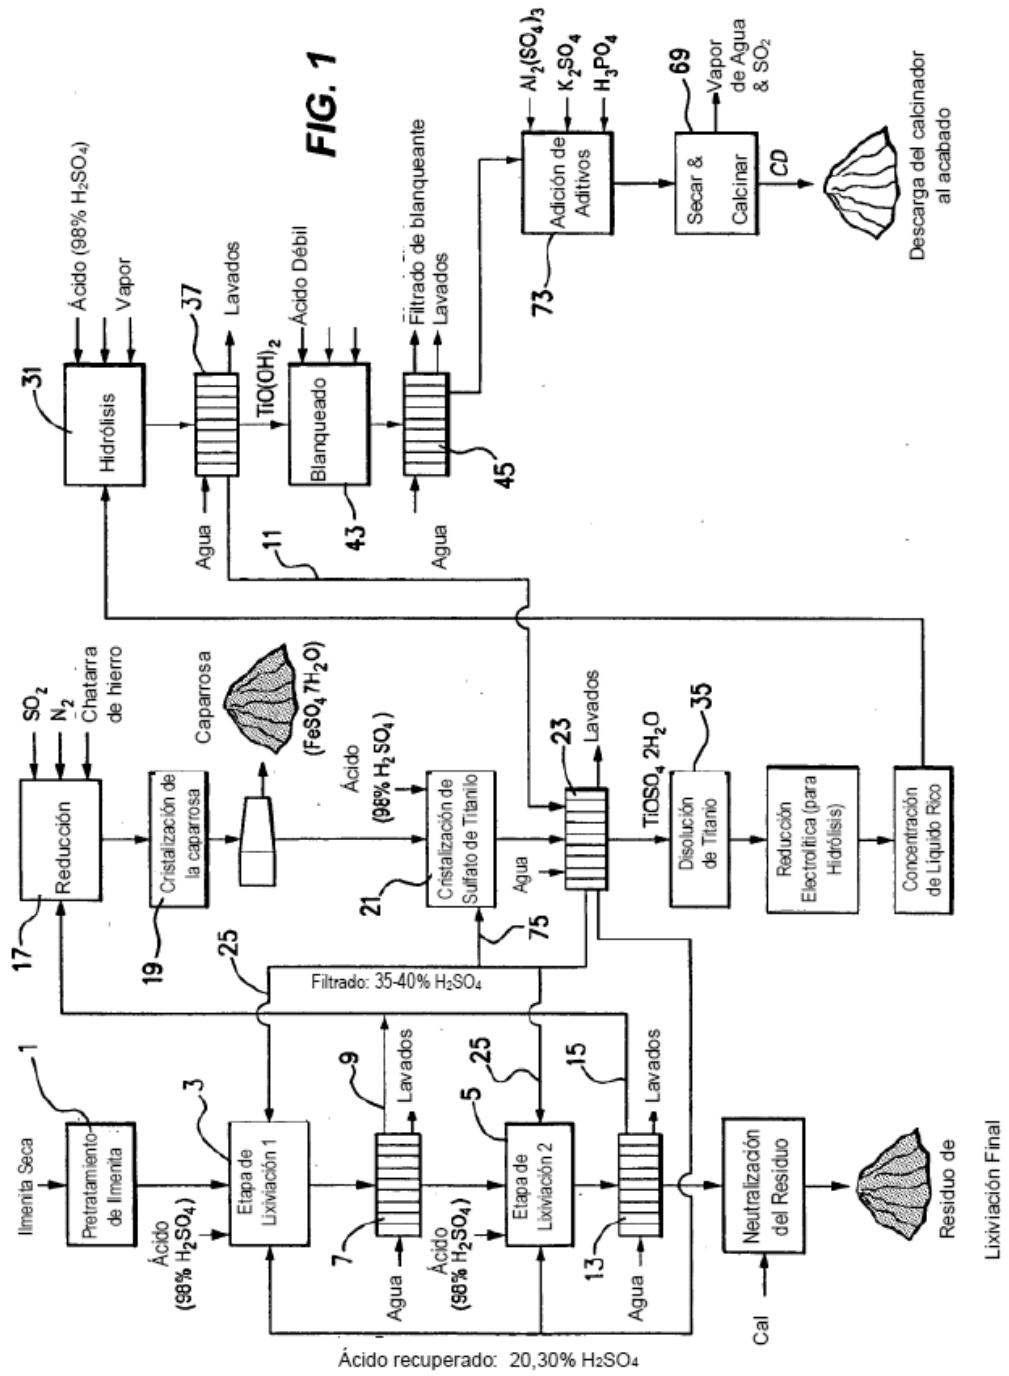 Ilmenita Seca
1
Pretratamiento
de Ilmenita
Ácido
(98% H2SO4)
3
Etapa de
Lixiviación 1
25
7
Agua
9
Lavados
Ácido
(98% H2SO4)
5
Etapa de
Lixiviación 2
25
13
Agua
15
Lavados
Cal
Neutralización
del Residuo
Residuo de
Lixiviación Final
Ácido recuperado: 20,30% H2SO4
Filtrado: 35-40% H2SO4
17
Reducción
SO2
N2
Chatarra
de hierro
19
Cristalización de
la caparrosa
Caparrosa
(FeSO4 7H2O)
Ácido
(98% H2SO4)
21
Cristalización de
Sulfato de Titanilo
75
Agua
23
Lavados
TiOSO4 2H2O
35
Disolución
de Titanio
Reducción
Electrolítica (para
Hidrólisis)
Concentración
de Líquido Rico
31
Hidrólisis
Ácido (98% H2SO4)
Vapor
37
Agua
Lavados
11
TiO(OH)2
Ácido Débil
43
Blanqueado
Agua
45
Filtrado de blanqueante
Lavados
FIG. 1
73
Adición de
Aditivos
Al2(SO4)3
K2SO4
H3PO4
69
Secar &
Calcinar
Vapor
de Agua
& SO2
CD
Descarga del calcinador
al acabado